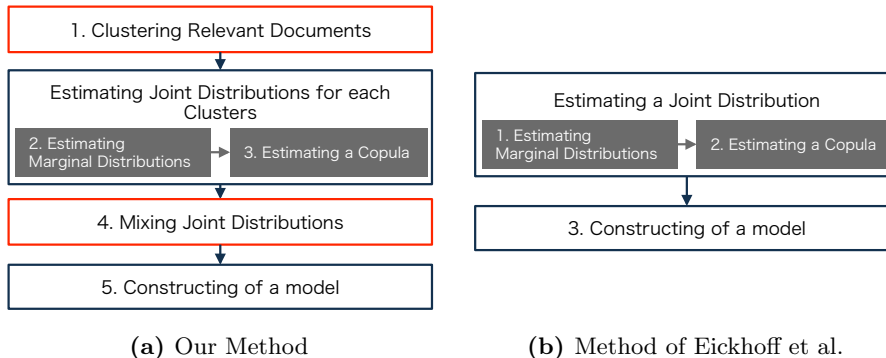 1. Clustering Relevant Documents
Estimating Joint Distributions for each
Clusters
2. Estimating
Marginal Distributions
3. Estimating a Copula
4. Mixing Joint Distributions
5. Constructing of a model
(a) Our Method
Estimating a Joint Distribution
1. Estimating
Marginal Distributions
2. Estimating a Copula
3. Constructing of a model
(b) Method of Eickhoff et al.